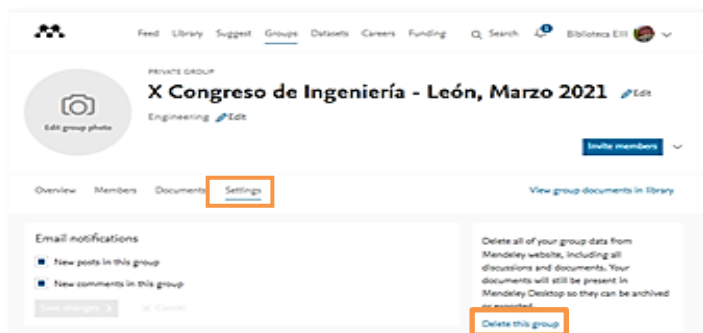 Feed Library Suggest Groups Datasets Careers Funding Search Biblioteca EIII
PRIVATE GROUP
X Congreso de Ingeniería - León, Marzo 2021 Edit
Engineering Edit
Edit group photo
Invite members
Overview Members Documents Settings View group documents in library
Email notifications
New posts in this group
New comments in this group
Save changes Cancel
Delete all of your group data from
Mendeley website, including all
discussions and documents. Your
documents will still be present in
Mendeley Desktop so they can be archived
or exported.
Delete this group